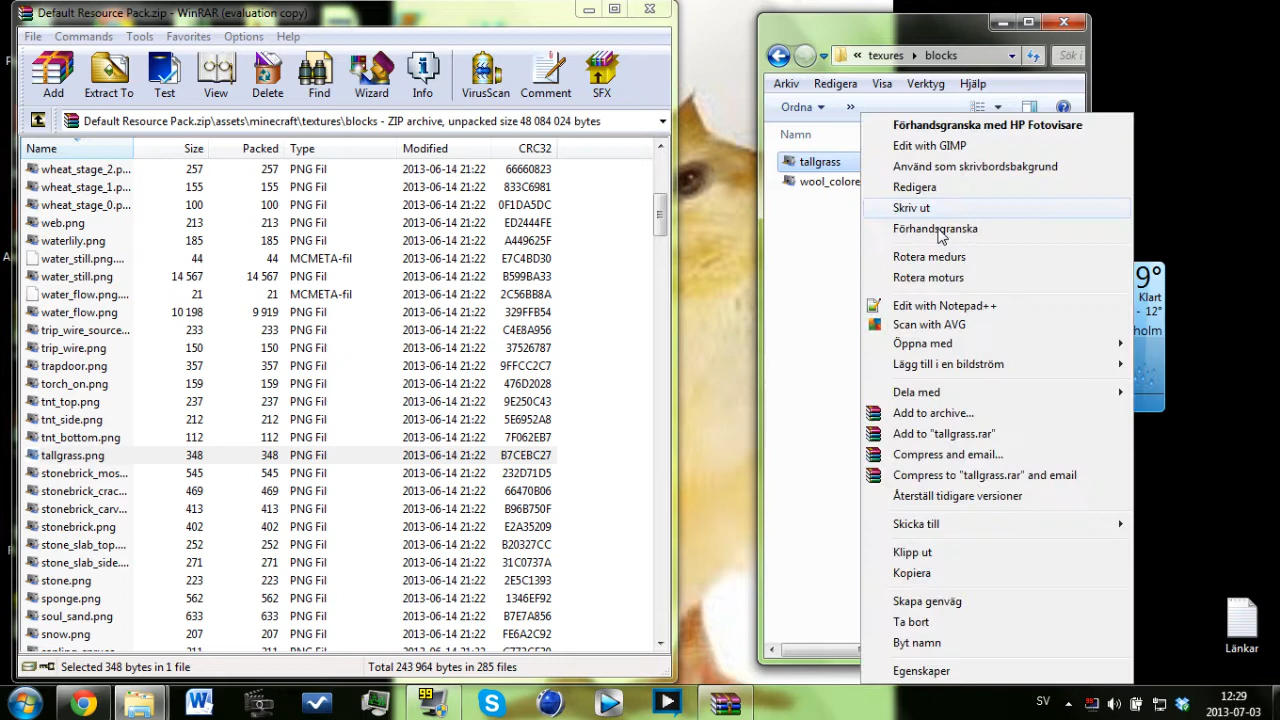 Default Resource Pack.zip - WinRAR (evaluation copy)
File Commands Tools Favorites Options Help
Add Extract To Test View Delete Find Wizard Info VirusScan Comment SFX
Default Resource Pack.zip\assets\minecraft\textures\blocks - ZIP archive, unpacked size 48 084 024 bytes
Name Size Packed Type Modified CRC32
wheat_stage_2.p... 257 257 PNG Fil 2013-06-14 21:22 66660823
wheat_stage_1.p... 155 155 PNG Fil 2013-06-14 21:22 833C6981
wheat_stage_0.p... 100 100 PNG Fil 2013-06-14 21:22 0F1DA5DC
web.png 213 213 PNG Fil 2013-06-14 21:22 ED2444FE
waterlily.png 185 185 PNG Fil 2013-06-14 21:22 A449625F
water_still.png.... 44 44 MCMETA-fil 2013-06-14 21:22 C81B9A6D
water_still.png 14 567 14 567 PNG Fil 2013-06-14 21:22 699BB785
water_flow.png.... 21 21 MCMETA-fil 2013-06-14 21:22 2C56BB8A
water_flow.png 10 198 9 919 PNG Fil 2013-06-14 21:22 329FFB54
trip_wire_source... 233 233 PNG Fil 2013-06-14 21:22 C4E8A956
trip_wire.png 150 150 PNG Fil 2013-06-14 21:22 37526787
trapdoor.png 357 357 PNG Fil 2013-06-14 21:22 9FFCC2C7
torch_on.png 159 159 PNG Fil 2013-06-14 21:22 476D2028
tnt_top.png 237 237 PNG Fil 2013-06-14 21:22 9E250C43
tnt_side.png 212 212 PNG Fil 2013-06-14 21:22 5E6952A8
tnt_bottom.png 112 112 PNG Fil 2013-06-14 21:22 7F062EB7
tallgrass.png 348 348 PNG Fil 2013-06-14 21:22 B7CEBC27
stonebrick_mos... 545 545 PNG Fil 2013-06-14 21:22 232D71D5
stonebrick_crac... 469 469 PNG Fil 2013-06-14 21:22 66470B06
stonebrick_carv... 413 413 PNG Fil 2013-06-14 21:22 B96B750F
stonebrick.png 402 402 PNG Fil 2013-06-14 21:22 E2A35209
stone_slab_top.... 252 252 PNG Fil 2013-06-14 21:22 B20327CC
stone_slab_side.... 271 271 PNG Fil 2013-06-14 21:22 31C0737A
stone.png 223 223 PNG Fil 2013-06-14 21:22 2E5C1393
sponge.png 562 562 PNG Fil 2013-06-14 21:22 1346EF92
soul_sand.png 633 633 PNG Fil 2013-06-14 21:22 B7E7A856
snow.png 207 207 PNG Fil 2013-06-14 21:22 FE6A2C92
Selected 348 bytes in 1 file Total 243 964 bytes in 285 files
« texures blocks Sök i
Arkiv Redigera Visa Verktyg Hjälp
Ordna »
Namn
tallgrass
wool_colore
Förhandsgranska med HP Fotovisare
Edit with GIMP
Använd som skrivbordsbakgrund
Redigera
Skriv ut
Förhandsgranska
Rotera medurs
Rotera moturs
Edit with Notepad++
Scan with AVG
Öppna med
Lägg till i en bildström
Dela med
Add to archive...
Add to "tallgrass.rar"
Compress and email...
Compress to "tallgrass.rar" and email
Återställ tidigare versioner
Skicka till
Klipp ut
Kopiera
Skapa genväg
Ta bort
Byt namn
Egenskaper
9°
Klart
- 12°
holm
Länkar
99
SV
12:29
2013-07-03